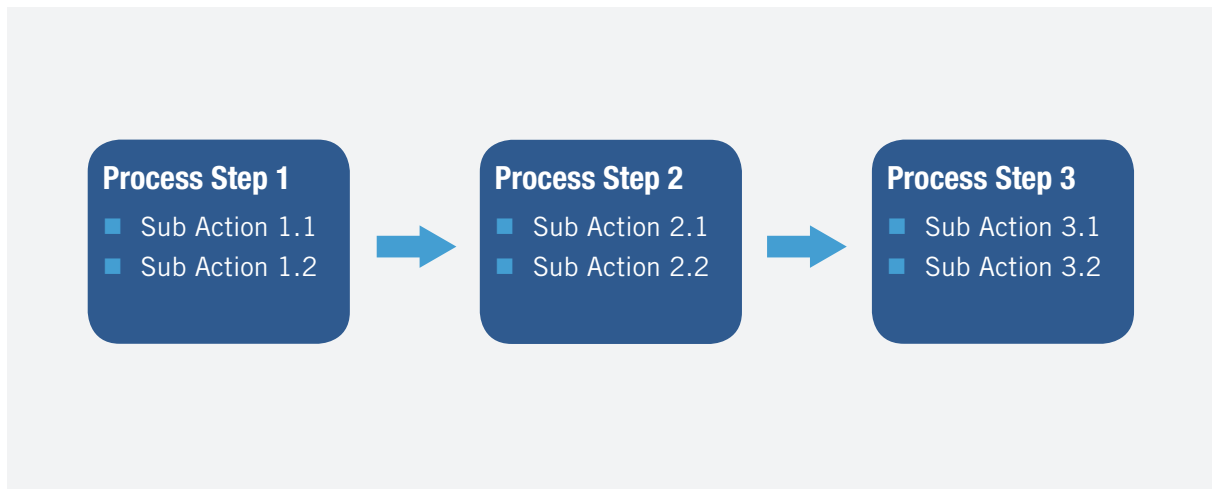 Process Step 1
Sub Action 1.1
Sub Action 1.2
Process Step 2
Sub Action 2.1
Sub Action 2.2
Process Step 3
Sub Action 3.1
Sub Action 3.2